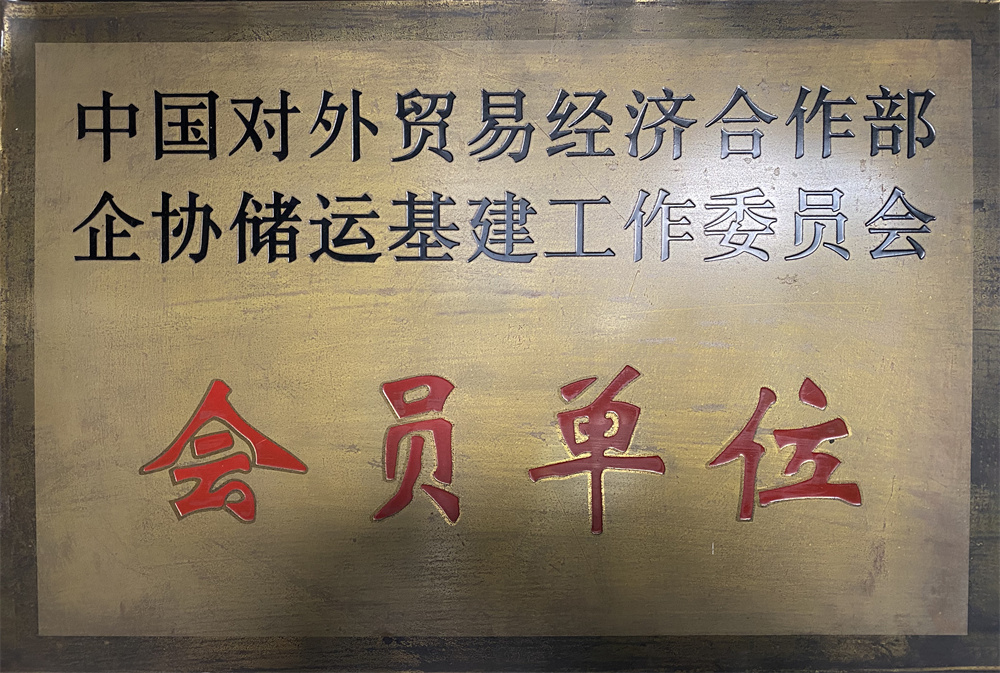 中国对外贸易经济合作部
企协储运基建工作委员会
会员单位